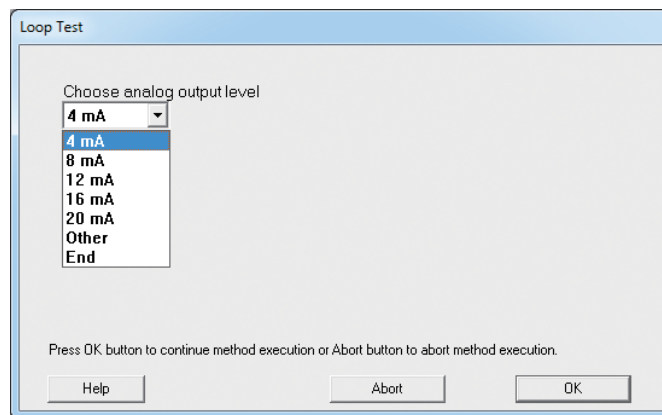 Loop Test
Choose analog output level
4 mA
4 mA
8 mA
12 mA
16 mA
20 mA
Other
End
Press OK button to continue method execution or Abort button to abort method execution.
Help Abort OK